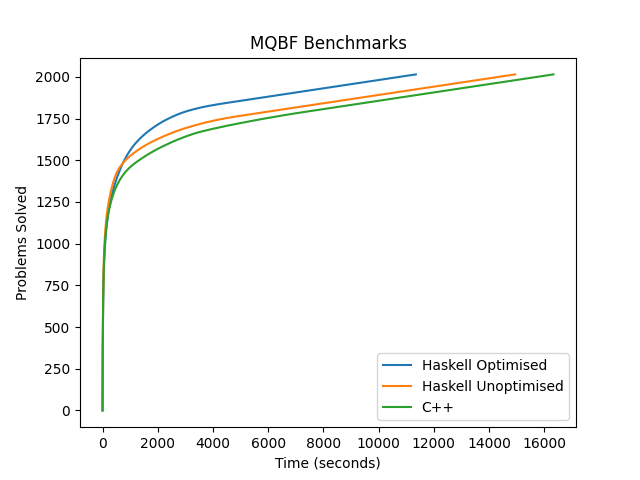 MQBF Benchmarks
Problems Solved
2000
1750
1500
1250
1000
750
500
250
0
Haskell Optimised
Haskell Unoptimised
C++
0 2000 4000 6000 8000 10000 12000 14000 16000
Time (seconds)